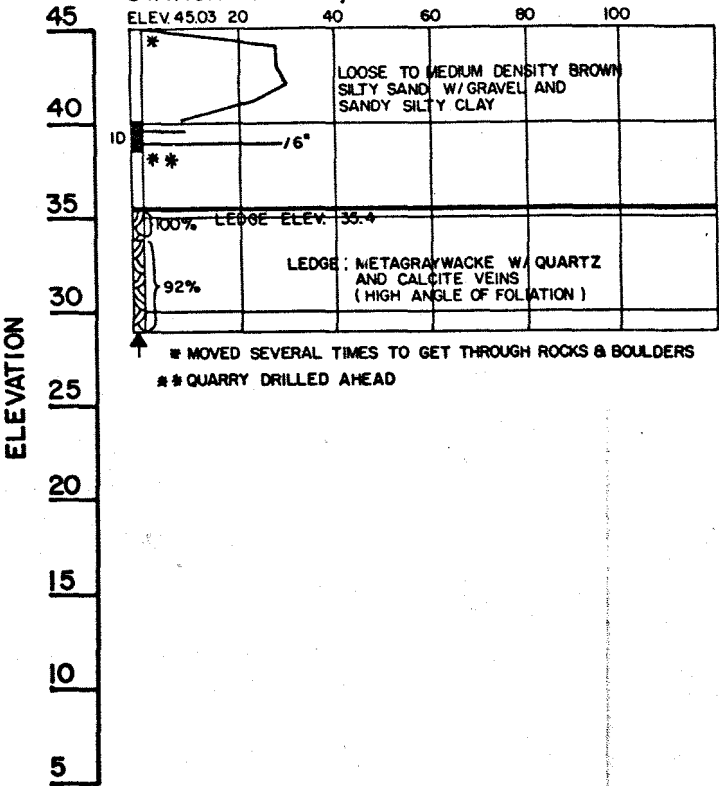 45
ELEV. 45.03 20 40 60 80 100
*
LOOSE TO MEDIUM DENSITY BROWN
SILTY SAND W/ GRAVEL AND
SANDY SILTY CLAY
40
1D
/6"
**
35
100% LEDGE ELEV. 35.4
LEDGE: METAGRAYWACKE W/ QUARTZ
AND CALCITE VEINS
(HIGH ANGLE OF FOLIATION)
92%
30
* MOVED SEVERAL TIMES TO GET THROUGH ROCKS & BOULDERS
** QUARRY DRILLED AHEAD
25
ELEVATION
20
15
10
5